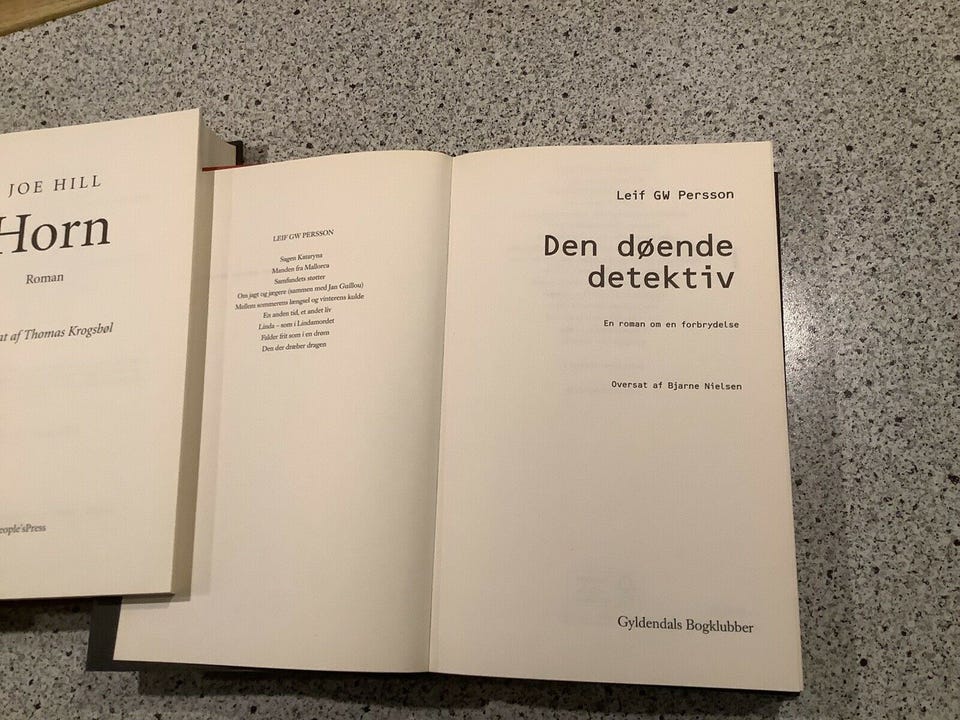 JOE HILL
Horn
Roman
at af Thomas Krogsbøl
eople'sPress
LEIF GW PERSSON
Sagen Kataryna
Manden fra Mallorca
Samfundets støtter
Om jagt og jægere (sammen med Jan Guillou)
Mellem sommerens længsel og vinterens kulde
En anden tid, et andet liv
Linda – som i Lindamordet
Falder frit som i en drøm
Den der dræber dragen
Leif GW Persson
Den døende
detektiv
En roman om en forbrydelse
Oversat af Bjarne Nielsen
Gyldendals Bogklubber